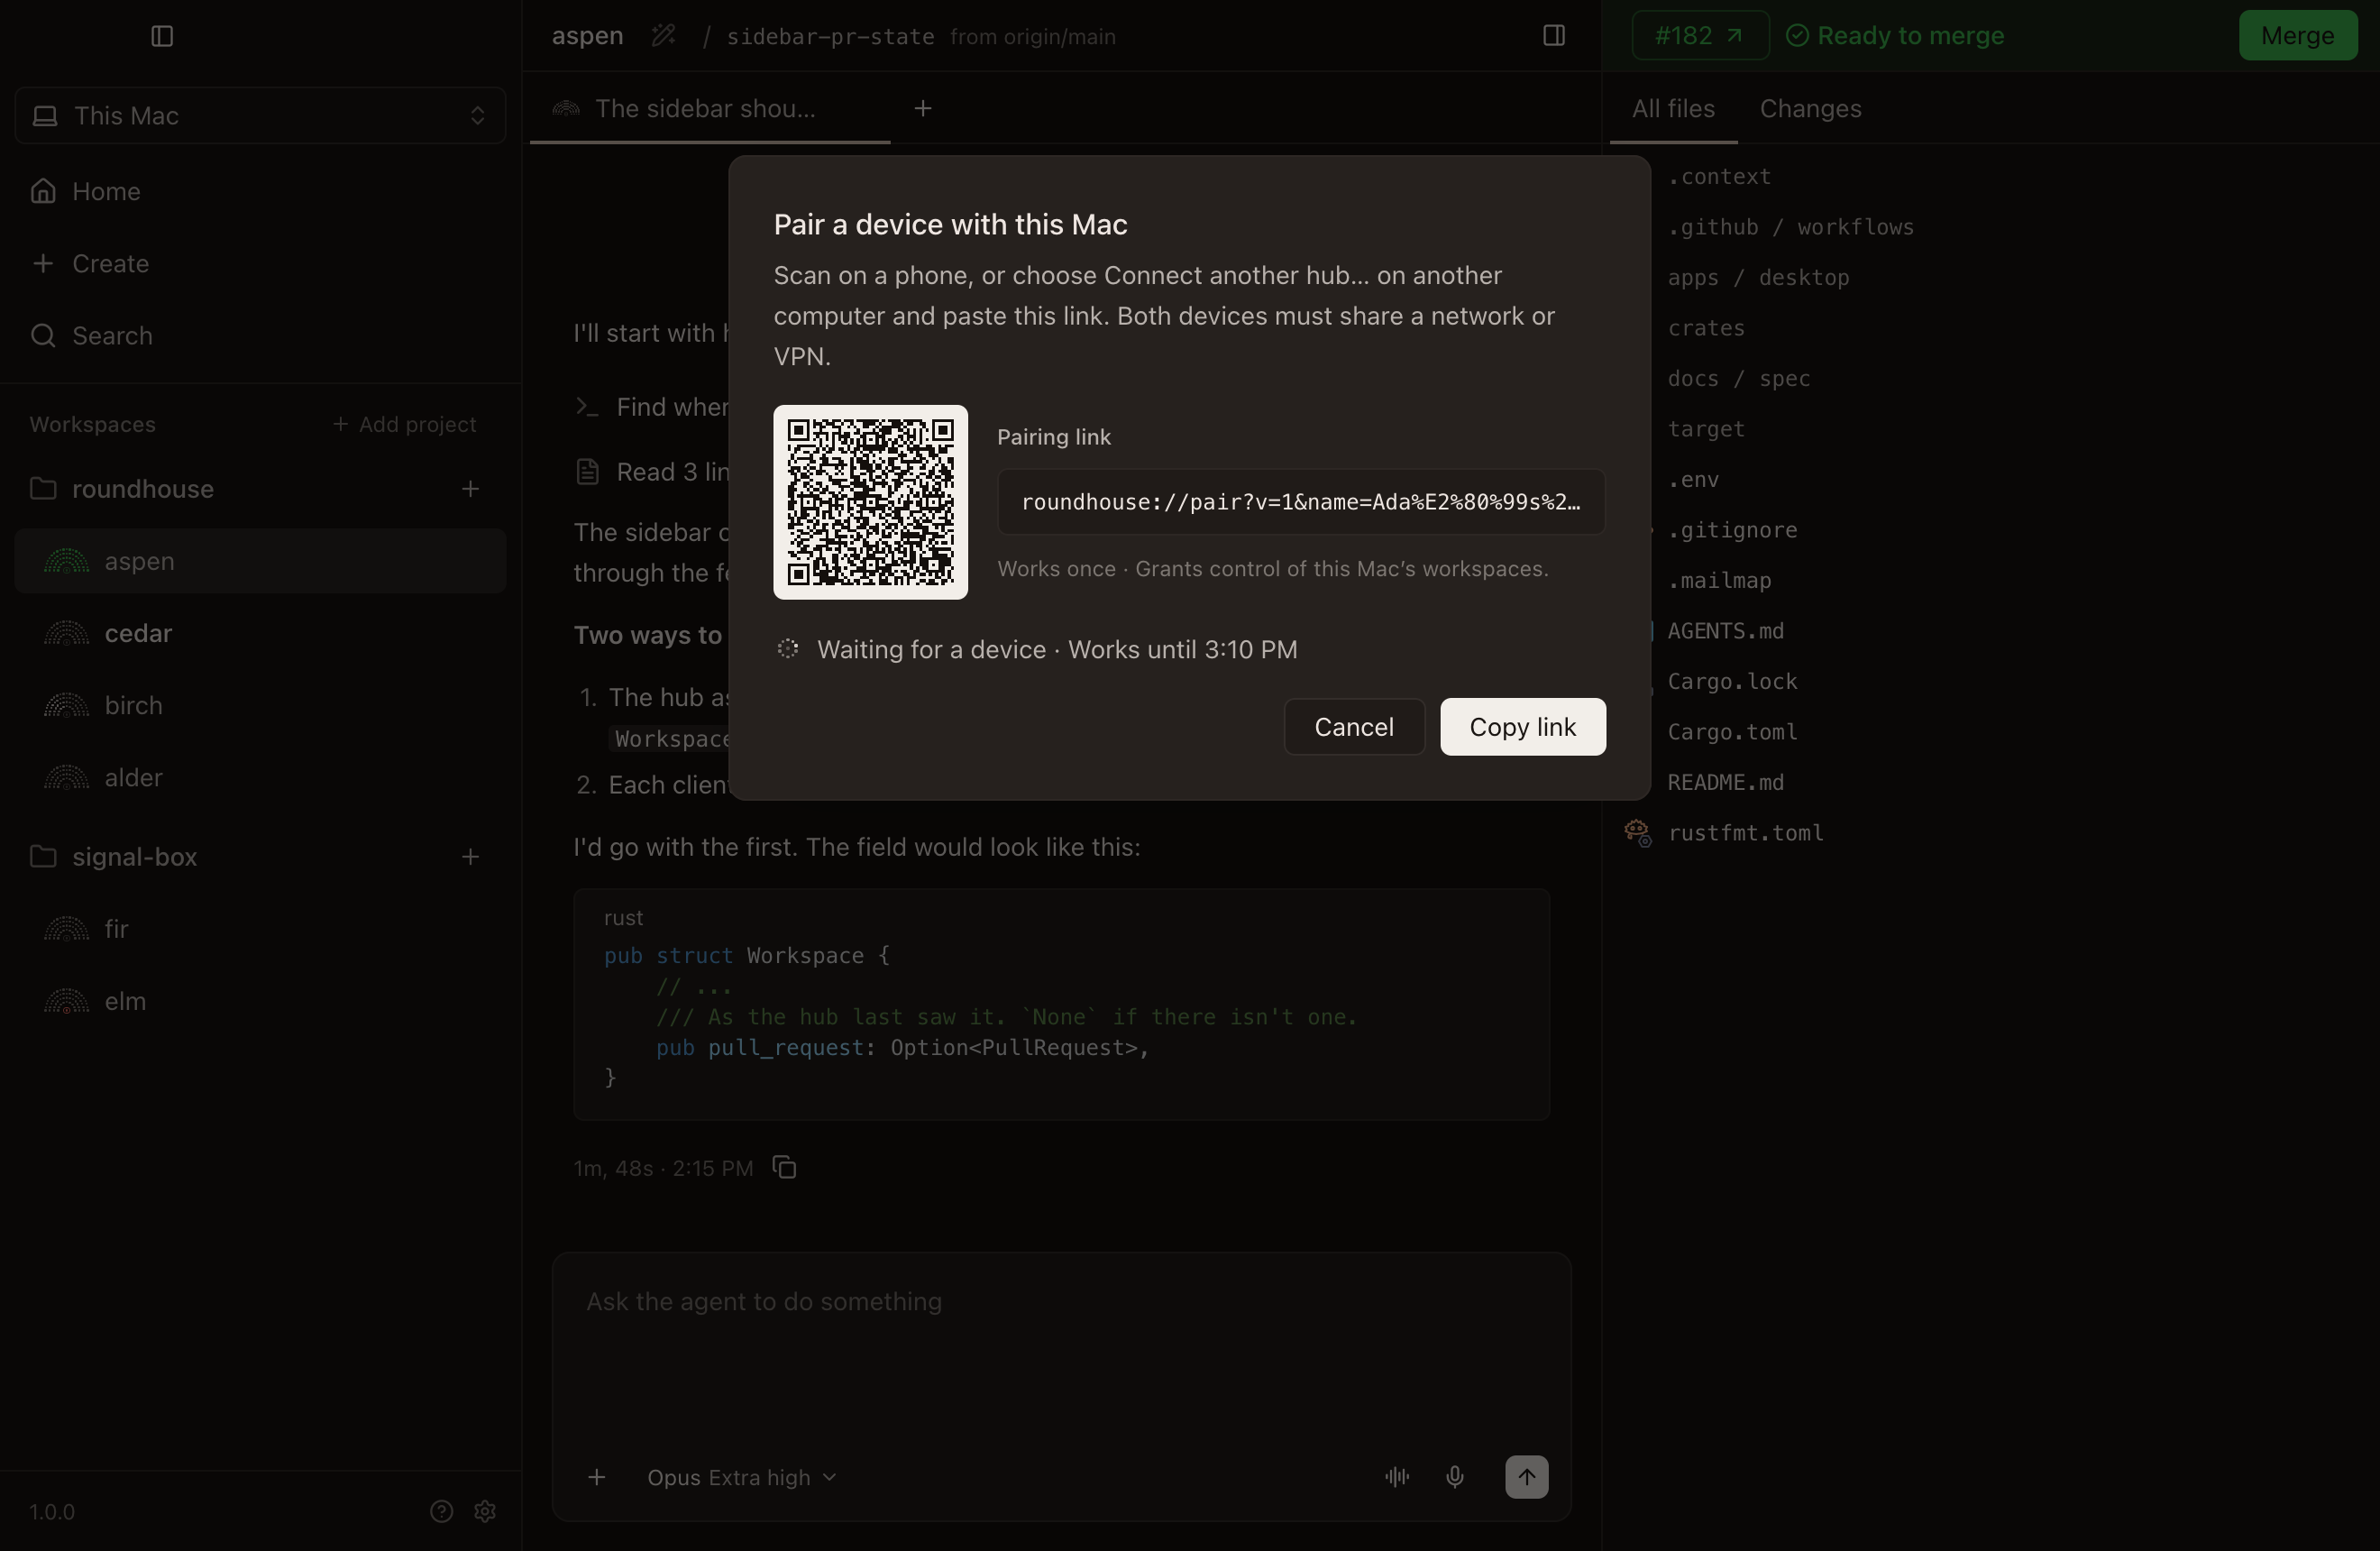 This Mac
Home
Create
Search
Workspaces
+ Add project
roundhouse
aspen
cedar
birch
alder
signal-box
fir
elm
1.0.0
aspen / sidebar-pr-state from origin/main
The sidebar shou...
I'll start with
Find
Read 3
The sidebar
through the
Two ways to
1. The hub
Workspace
2. Each
I'd go with the first. The field would look like this:
rust
pub struct Workspace {
// ...
/// As the hub last saw it. `None` if there isn't one.
pub pull_request: Option<PullRequest>,
}
1m, 48s · 2:15 PM
Ask the agent to do something
Opus Extra high
Pair a device with this Mac
Scan on a phone, or choose Connect another hub... on another
computer and paste this link. Both devices must share a network or
VPN.
Pairing link
roundhouse://pair?v=1&name=Ada%E2%80%99s%2…
Works once · Grants control of this Mac’s workspaces.
Waiting for a device · Works until 3:10 PM
Cancel
Copy link
#182
Ready to merge
Merge
All files
Changes
.context
.github / workflows
apps / desktop
crates
docs / spec
target
.env
.gitignore
.mailmap
AGENTS.md
Cargo.lock
Cargo.toml
README.md
rustfmt.toml